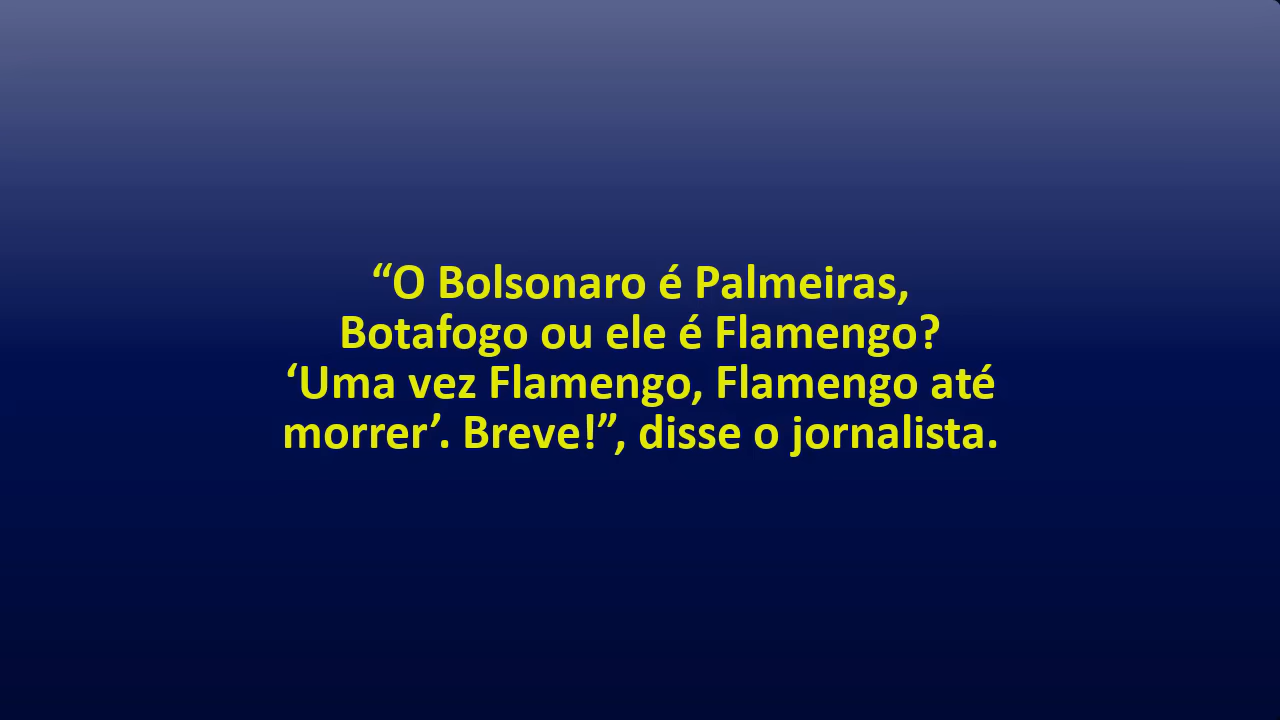 “O Bolsonaro é Palmeiras,
Botafogo ou ele é Flamengo?
‘Uma vez Flamengo, Flamengo até
morrer’. Breve!”, disse o jornalista.